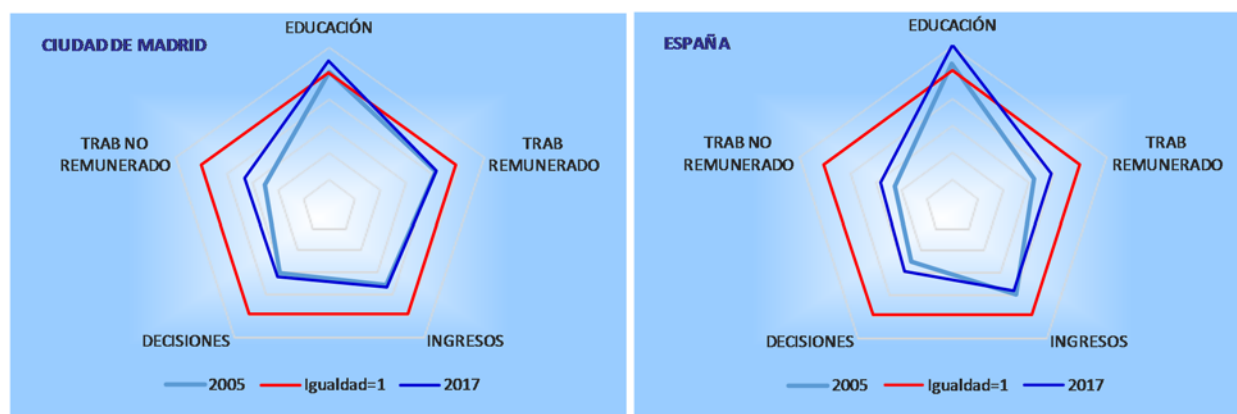 CIUDAD DE MADRID
EDUCACIÓN
TRAB NO
REMUNERADO
TRAB
REMUNERADO
DECISIONES
INGRESOS
2005 Igualdad=1 2017
ESPAÑA
EDUCACIÓN
TRAB NO
REMUNERADO
TRAB
REMUNERADO
DECISIONES
INGRESOS
2005 Igualdad=1 2017